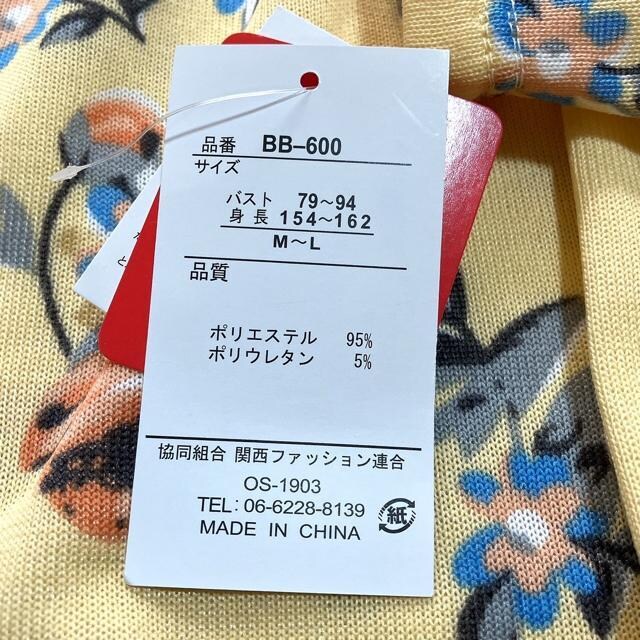 品番 BB-600
サイズ
バスト 79～94
身長 154～162
M～L
品質
ポリエステル 95%
ポリウレタン 5%
協同組合 関西ファッション連合
OS-1903
TEL: 06-6228-8139
MADE IN CHINA
紙
と